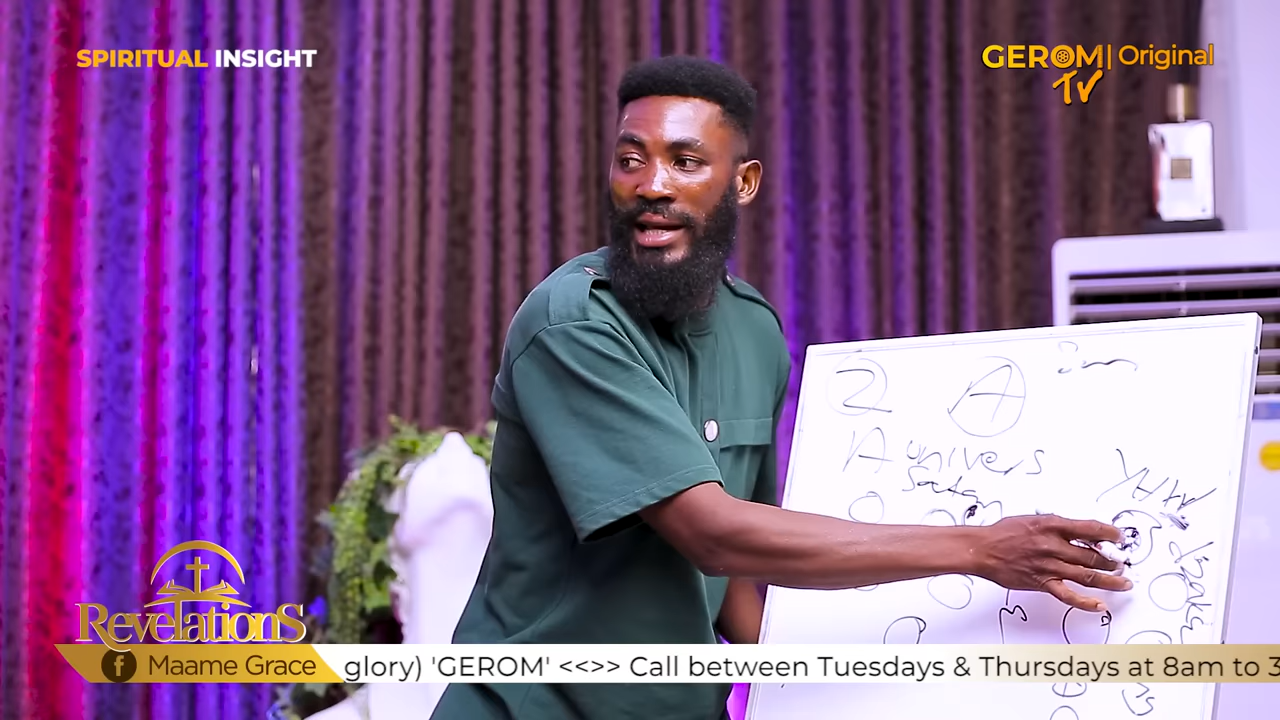 SPIRITUAL INSIGHT
GEROM TV | Original
2 A
A univers
Satan
Revelations
Maame Grace
glory) 'GEROM' <<>> Call between Tuesdays & Thursdays at 8am to 3